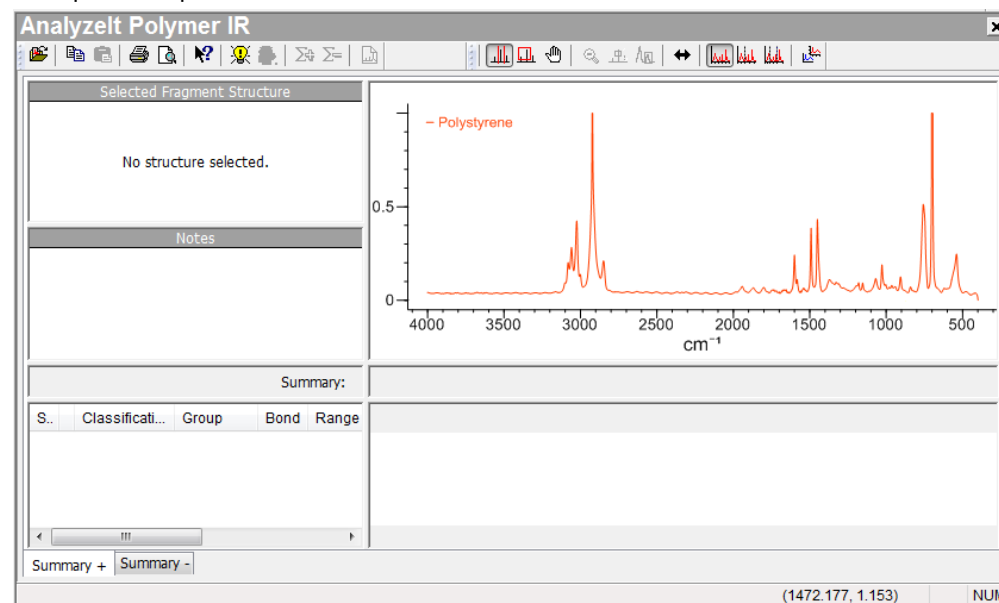 AnalyzeIt Polymer IR
Selected Fragment Structure
No structure selected.
Notes
– Polystyrene
0.5
0
4000 3500 3000 2500 2000 1500 1000 500
cm⁻¹
Summary:
S.. Classificati... Group Bond Range
Summary + Summary -
(1472.177, 1.153) NUM